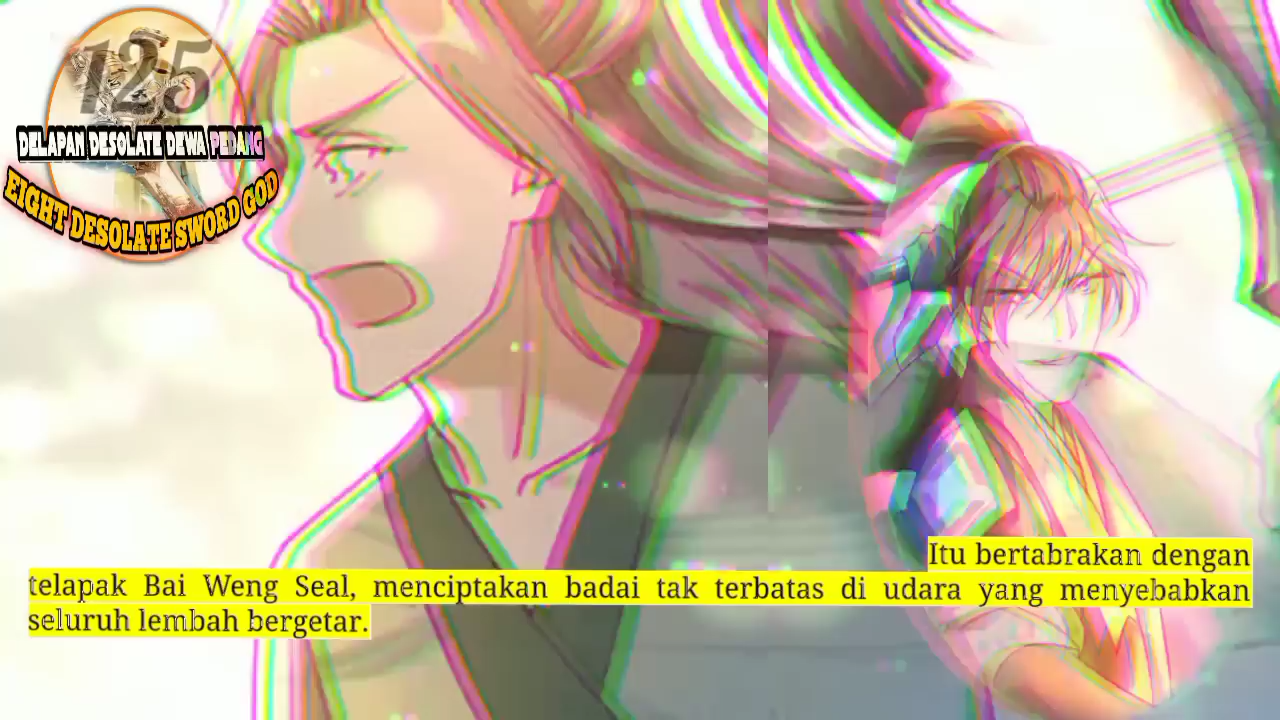 125
DELAPAN DESOLATE DEWA PEDANG
EIGHT DESOLATE SWORD GOD
Itu bertabrakan dengan
telapak Bai Weng Seal, menciptakan badai tak terbatas di udara yang menyebabkan
seluruh lembah bergetar.